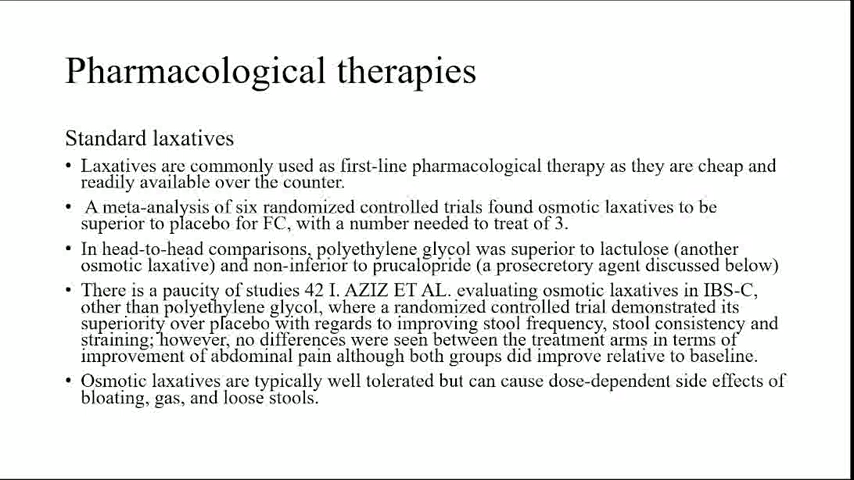 Pharmacological therapies
Standard laxatives
• Laxatives are commonly used as first-line pharmacological therapy as they are cheap and
readily available over the counter.
• A meta-analysis of six randomized controlled trials found osmotic laxatives to be
superior to placebo for FC, with a number needed to treat of 3.
• In head-to-head comparisons, polyethylene glycol was superior to lactulose (another
osmotic laxative) and non-inferior to prucalopride (a prosecretory agent discussed below)
• There is a paucity of studies 42 I. AZIZ ET AL. evaluating osmotic laxatives in IBS-C,
other than polyethylene glycol, where a randomized controlled trial demonstrated its
superiority over placebo with regards to improving stool frequency, stool consistency and
straining; however, no differences were seen between the treatment arms in terms of
improvement of abdominal pain although both groups did improve relative to baseline.
• Osmotic laxatives are typically well tolerated but can cause dose-dependent side effects of
bloating, gas, and loose stools.